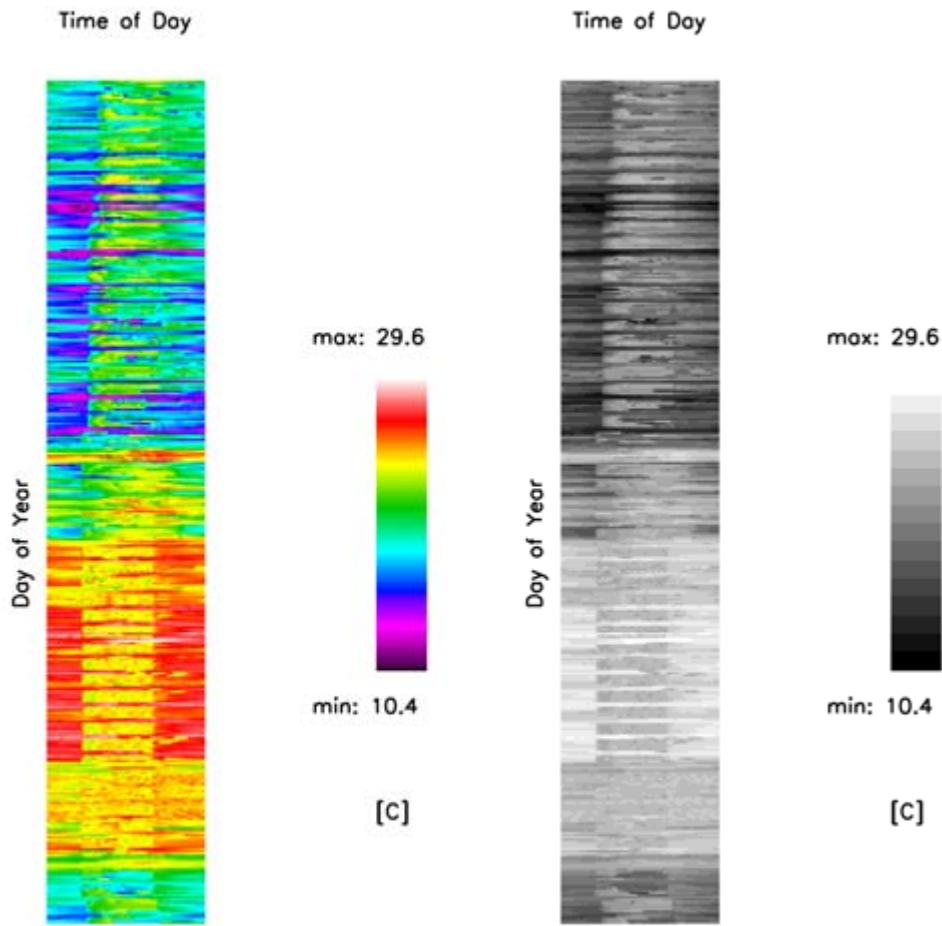 Time of Day
Time of Day
max: 29.6
max: 29.6
Day of Year
Day of Year
min: 10.4
min: 10.4
[C]
[C]